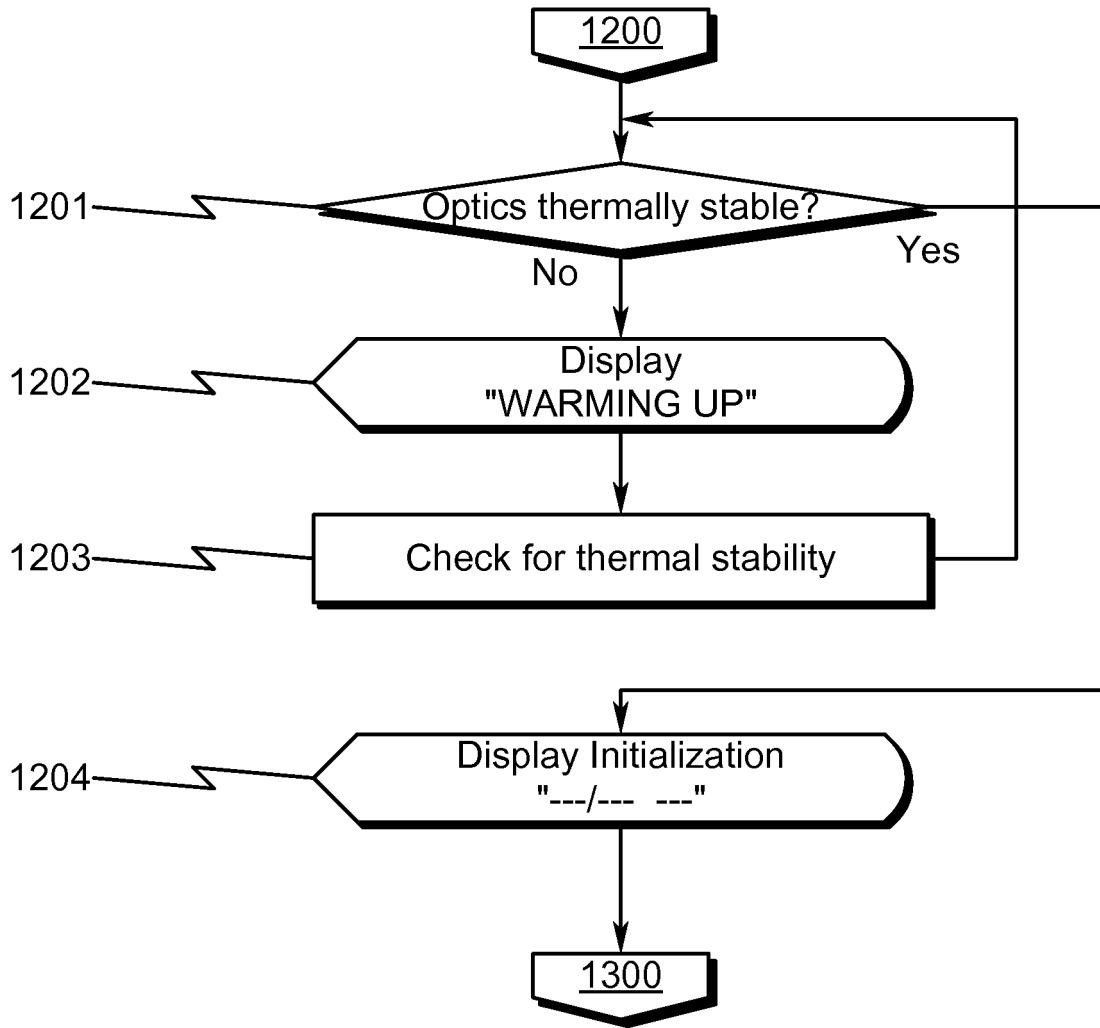 1200
1201
Optics thermally stable?
Yes
No
1202
Display
"WARMING UP"
1203
Check for thermal stability
1204
Display Initialization
"---/--- ---"
1300